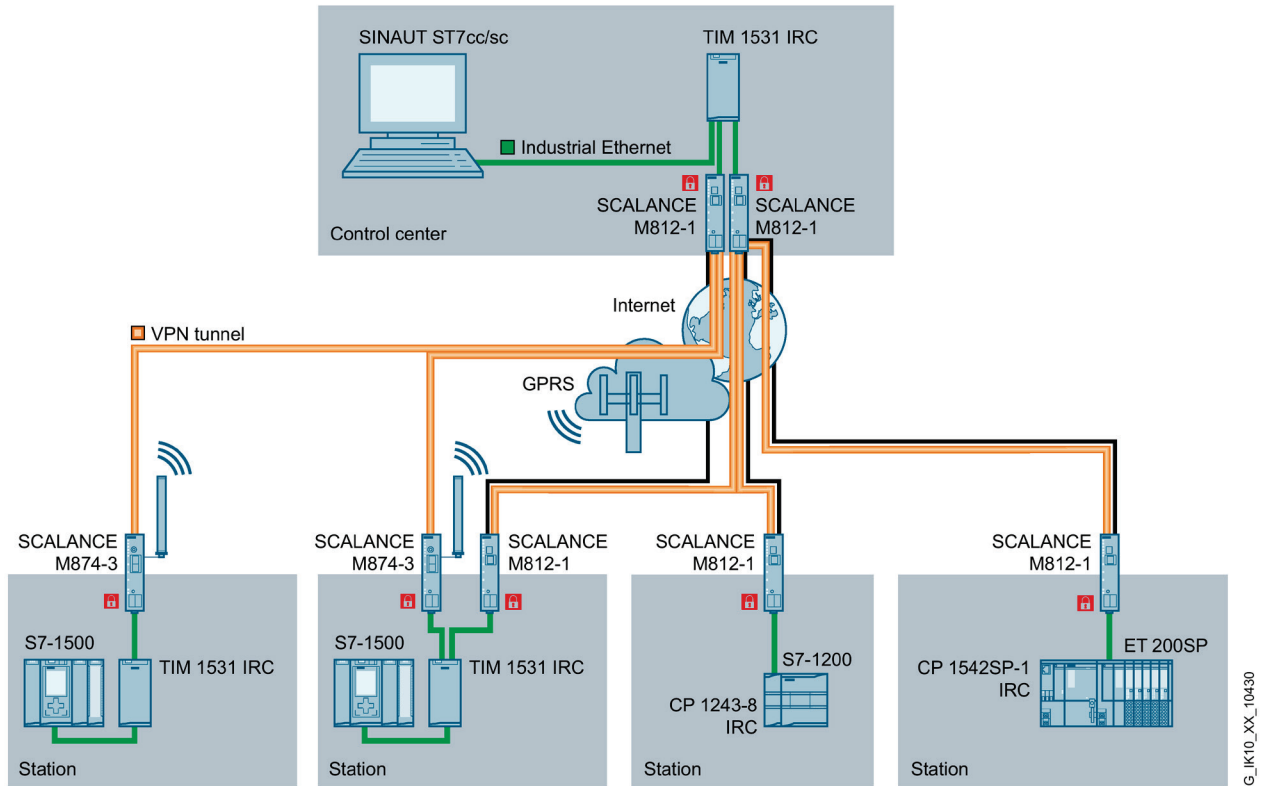 SINAUT ST7cc/sc
TIM 1531 IRC
Industrial Ethernet
SCALANCE
M812-1
SCALANCE
M812-1
Control center
Internet
VPN tunnel
GPRS
SCALANCE
M874-3
SCALANCE
M874-3
SCALANCE
M812-1
SCALANCE
M812-1
SCALANCE
M812-1
S7-1500
TIM 1531 IRC
Station
S7-1500
TIM 1531 IRC
Station
S7-1200
CP 1243-8
IRC
Station
ET 200SP
CP 1542SP-1
IRC
Station
G_IK10_XX_10430